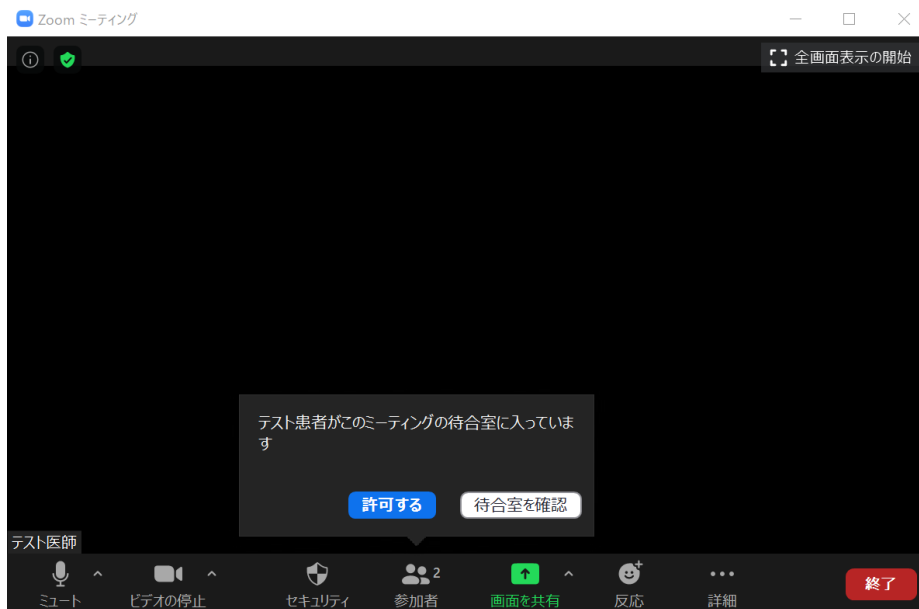 Zoom ミーティング
全画面表示の開始
テスト患者がこのミーティングの待合室に入っていま
す
許可する
待合室を確認
テスト医師
2
ミュート
ビデオの停止
セキュリティ
参加者
画面を共有
反応
詳細
終了